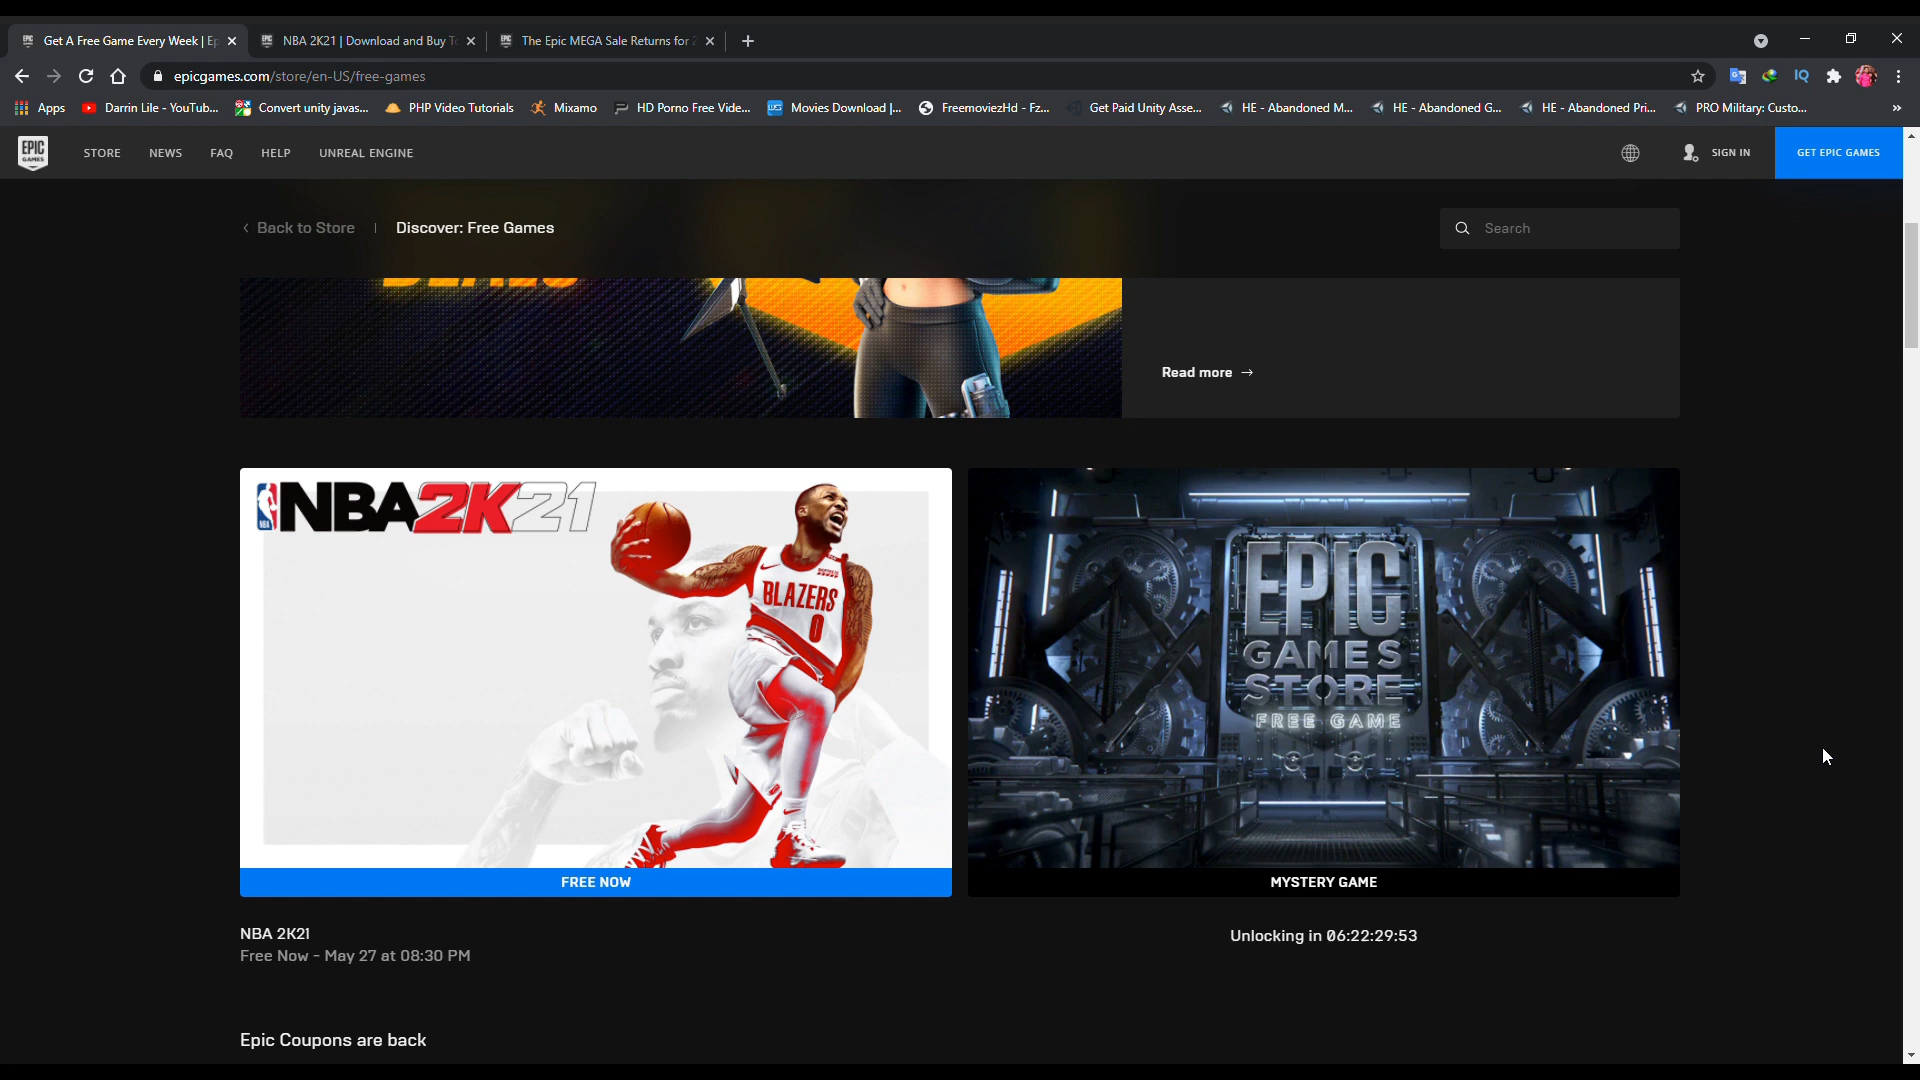 Get A Free Game Every Week | Ep
NBA 2K21 | Download and Buy T
The Epic MEGA Sale Returns for 2
epicgames.com/store/en-US/free-games
IQ
Apps
Darrin Lile - YouTub...
Convert unity javas...
PHP Video Tutorials
Mixamo
HD Porno Free Vide...
Movies Download |...
FreemoviezHd - Fz...
Get Paid Unity Asse...
HE - Abandoned M...
HE - Abandoned G...
HE - Abandoned Pri...
PRO Military: Custo...
EPIC
GAMES
STORE
NEWS
FAQ
HELP
UNREAL ENGINE
SIGN IN
GET EPIC GAMES
Back to Store
Discover: Free Games
Search
Read more →
NBA 2K21
NBA
BLAZERS
0
EPIC
GAMES
STORE
FREE GAME
FREE NOW
MYSTERY GAME
NBA 2K21
Free Now - May 27 at 08:30 PM
Unlocking in 06:22:29:53
Epic Coupons are back